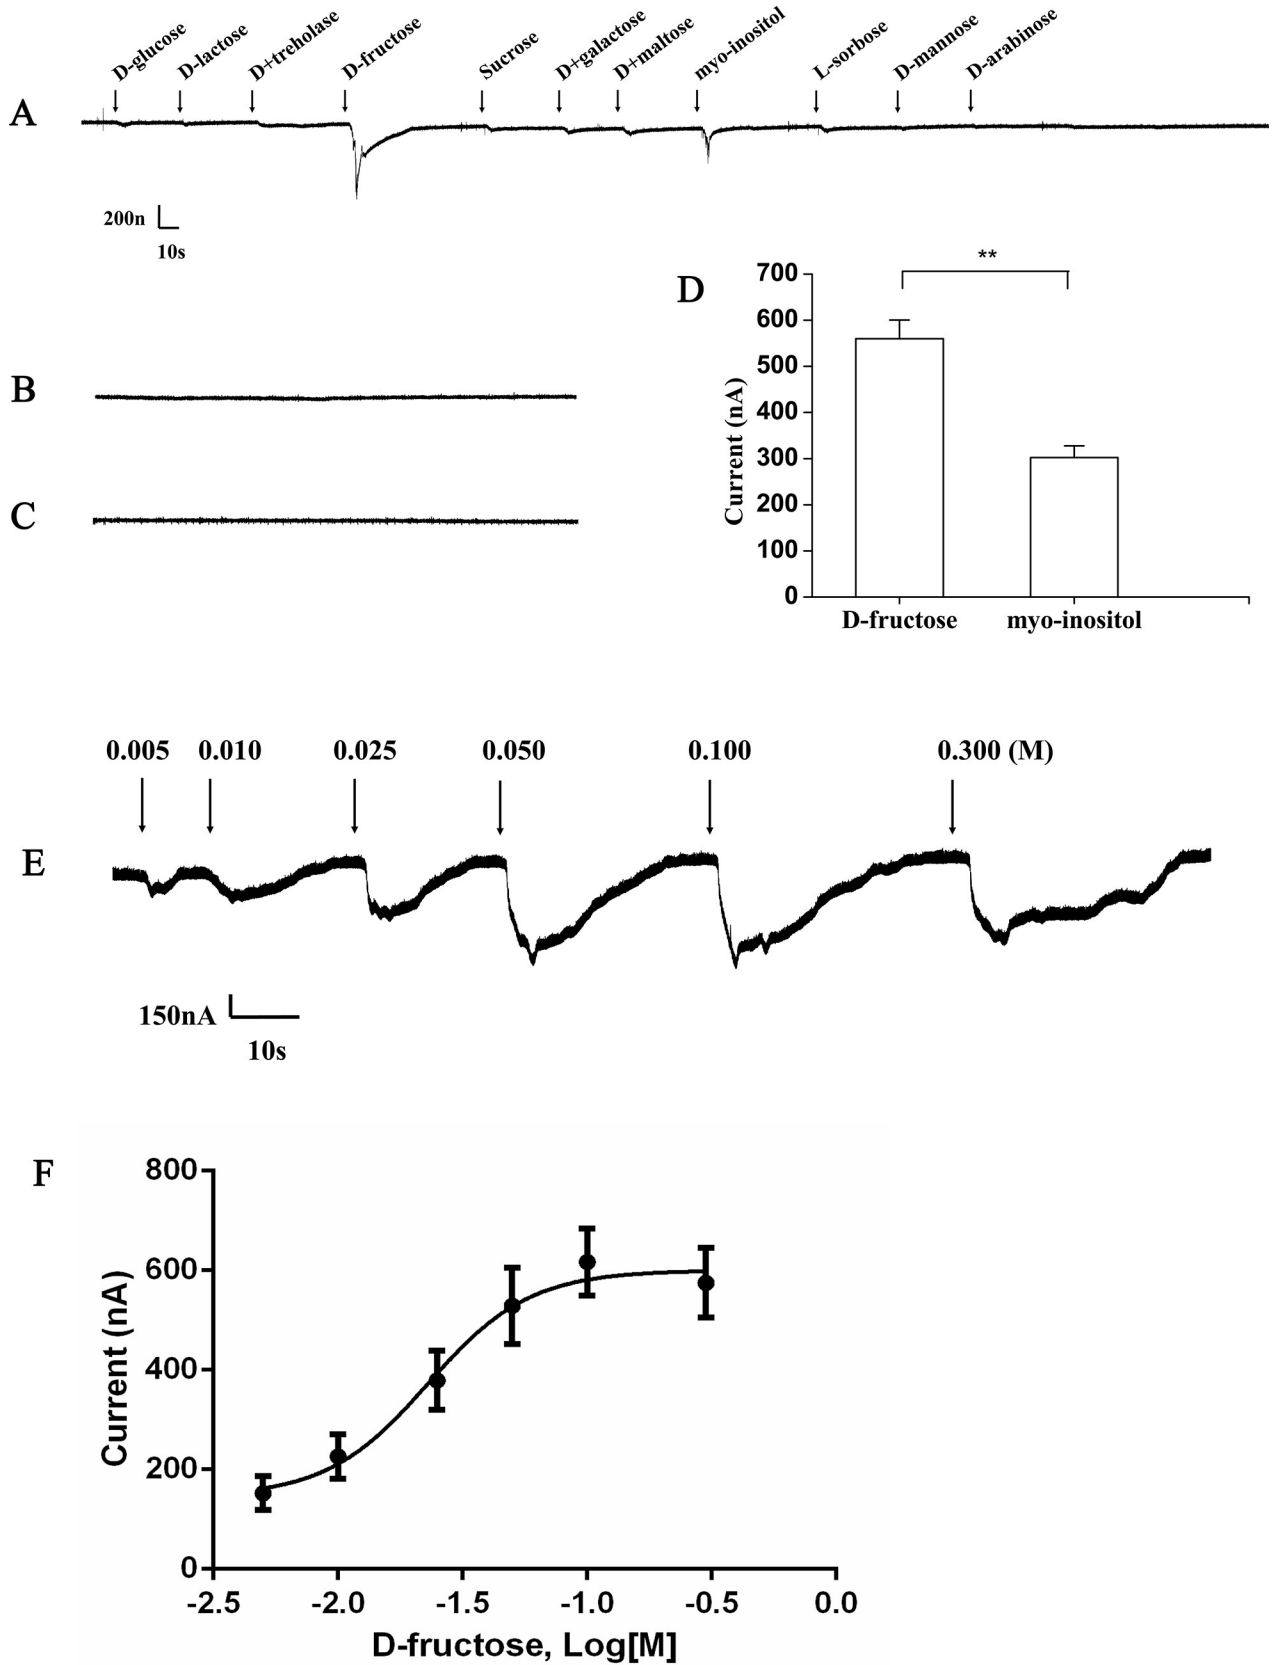 D-glucose
D-lactose
D+treholase
D-fructose
Sucrose
D+galactose
D+maltose
myo-inositol
L-sorbose
D-mannose
D-arabinose
A
200n
10s
B
C
D
**
700
600
500
400
300
200
100
0
Current (nA)
D-fructose
myo-inositol
0.005
0.010
0.025
0.050
0.100
0.300 (M)
E
150nA
10s
F
800
600
400
200
0
Current (nA)
-2.5
-2.0
-1.5
-1.0
-0.5
0.0
D-fructose, Log[M]